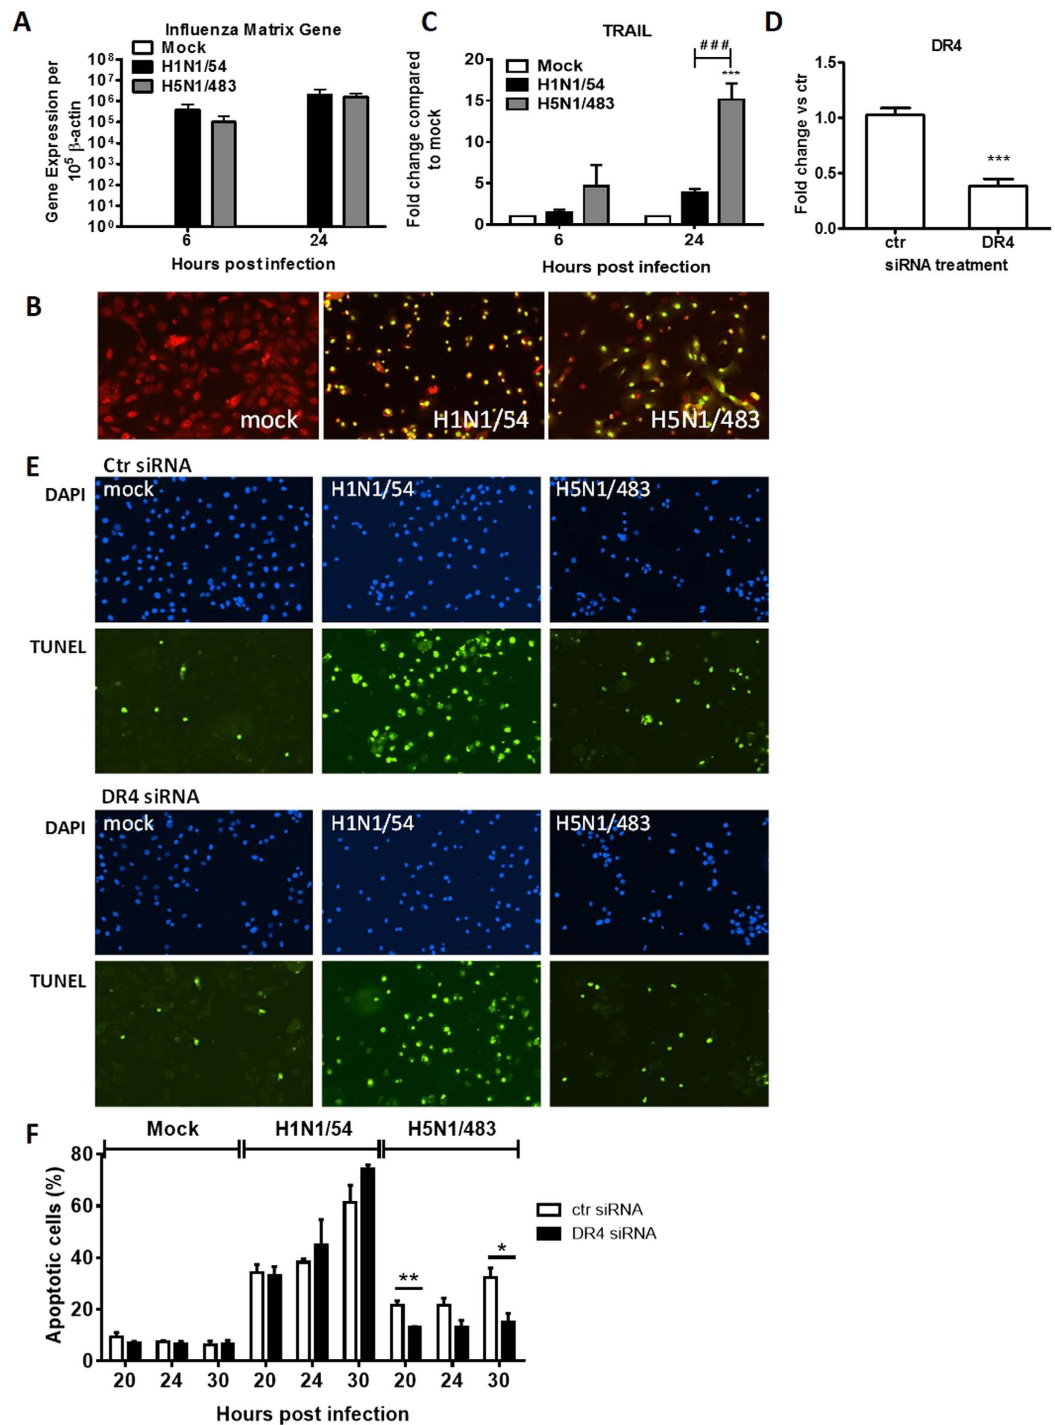 A
Influenza Matrix Gene
Mock
H1N1/54
H5N1/483
10⁸
10⁷
10⁶
10⁵
10⁴
10³
10²
10¹
10⁰
Gene Expression per
10⁵ β-actin
6
24
Hours post infection
C
TRAIL
Mock
H1N1/54
H5N1/483
###
***
20
15
10
5
0
Fold change compared
to mock
6
24
Hours post infection
D
DR4
1.5
1.0
0.5
0.0
Fold change vs ctr
***
ctr
DR4
siRNA treatment
B
mock
H1N1/54
H5N1/483
E
Ctr siRNA
DAPI
mock
H1N1/54
H5N1/483
TUNEL
DR4 siRNA
DAPI
mock
H1N1/54
H5N1/483
TUNEL
F
Mock
H1N1/54
H5N1/483
80
60
40
20
0
Apoptotic cells (%)
**
*
ctr siRNA
DR4 siRNA
20
24
30
20
24
30
20
24
30
Hours post infection